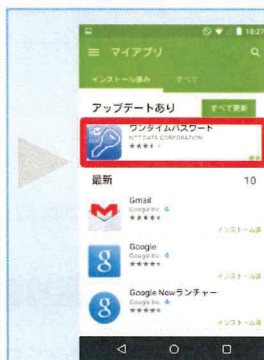 18:27
マイアプリ
インストール済み すべて
アップデートあり すべて更新
ワンタイムパスワード
NTT DATA CORPORATION
更新
最新 10
Gmail
Google Inc.
インストール済
Google
Google Inc.
インストール済
Google Nowランチャー
Google Inc.
インストール済